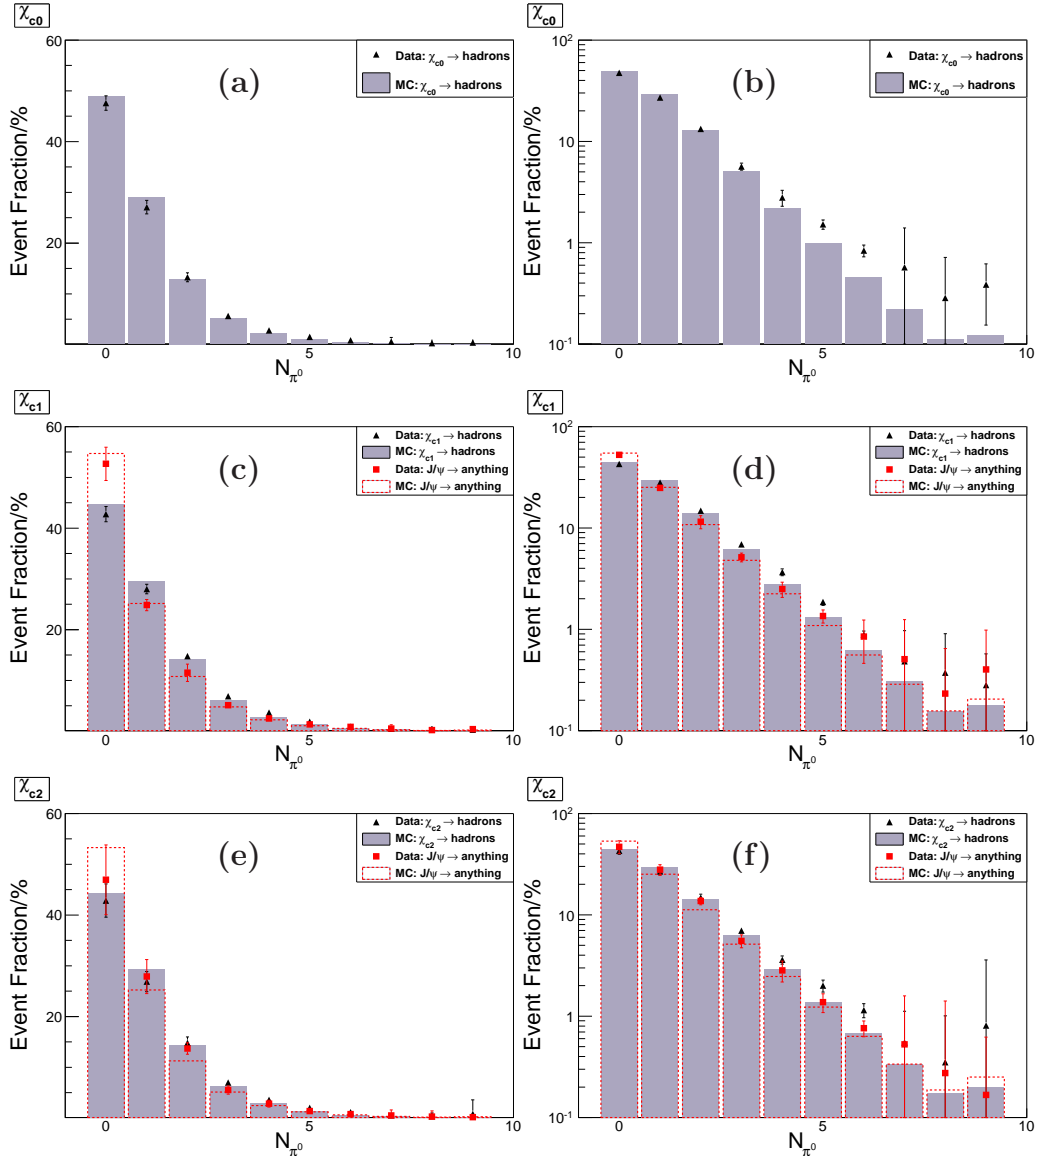 χc0
60
40
20
Event Fraction/%
(a)
Data: χc0 → hadrons
MC: χc0 → hadrons
0 5 10
Nπ0
χc0
10²
10
1
10-1
Event Fraction/%
(b)
Data: χc0 → hadrons
MC: χc0 → hadrons
0 5 10
Nπ0
χc1
60
40
20
Event Fraction/%
(c)
Data: χc1 → hadrons
MC: χc1 → hadrons
Data: J/ψ → anything
MC: J/ψ → anything
0 5 10
Nπ0
χc1
10²
10
1
10-1
Event Fraction/%
(d)
Data: χc1 → hadrons
MC: χc1 → hadrons
Data: J/ψ → anything
MC: J/ψ → anything
0 5 10
Nπ0
χc2
60
40
20
Event Fraction/%
(e)
Data: χc2 → hadrons
MC: χc2 → hadrons
Data: J/ψ → anything
MC: J/ψ → anything
0 5 10
Nπ0
χc2
10²
10
1
10-1
Event Fraction/%
(f)
Data: χc2 → hadrons
MC: χc2 → hadrons
Data: J/ψ → anything
MC: J/ψ → anything
0 5 10
Nπ0